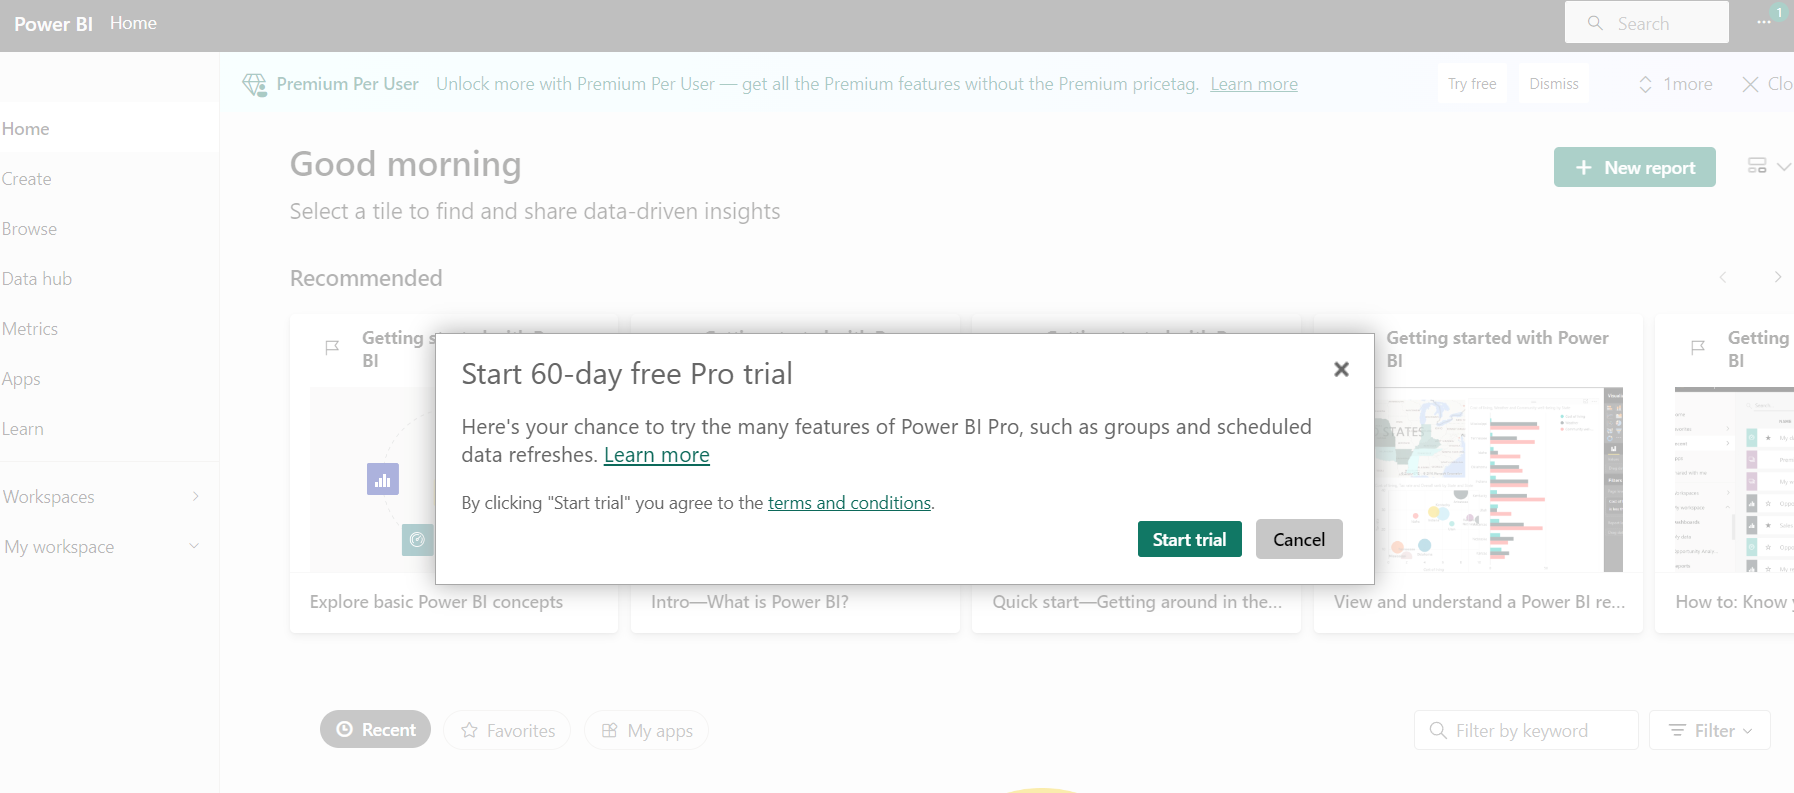 Power BI Home
Search
1
Premium Per User Unlock more with Premium Per User — get all the Premium features without the Premium pricetag. Learn more
Try free
Dismiss
1more
Clo
Home
Create
Browse
Data hub
Metrics
Apps
Learn
Workspaces
My workspace
Good morning
New report
Select a tile to find and share data-driven insights
Recommended
Getting s
BI
Getting started with Power
BI
Getting
BI
Start 60-day free Pro trial
Here's your chance to try the many features of Power BI Pro, such as groups and scheduled
data refreshes. Learn more
By clicking "Start trial" you agree to the terms and conditions.
Start trial
Cancel
STATES
Explore basic Power BI concepts
Intro—What is Power BI?
Quick start—Getting around in the...
View and understand a Power BI re...
How to: Know
Recent
Favorites
My apps
Filter by keyword
Filter